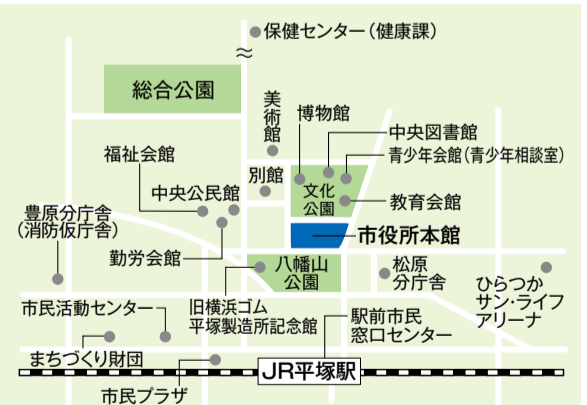 保健センター（健康課）
総合公園
美術館
博物館
中央図書館
青少年会館（青少年相談室）
福祉会館
別館
文化
公園
中央公民館
教育会館
豊原分庁舎
（消防仮庁舎）
市役所本館
勤労会館
八幡山
公園
松原
分庁舎
ひらつか
サン・ライフ
アリーナ
市民活動センター
旧横浜ゴム
平塚製造所記念館
駅前市民
窓口センター
まちづくり財団
JR平塚駅
市民プラザ